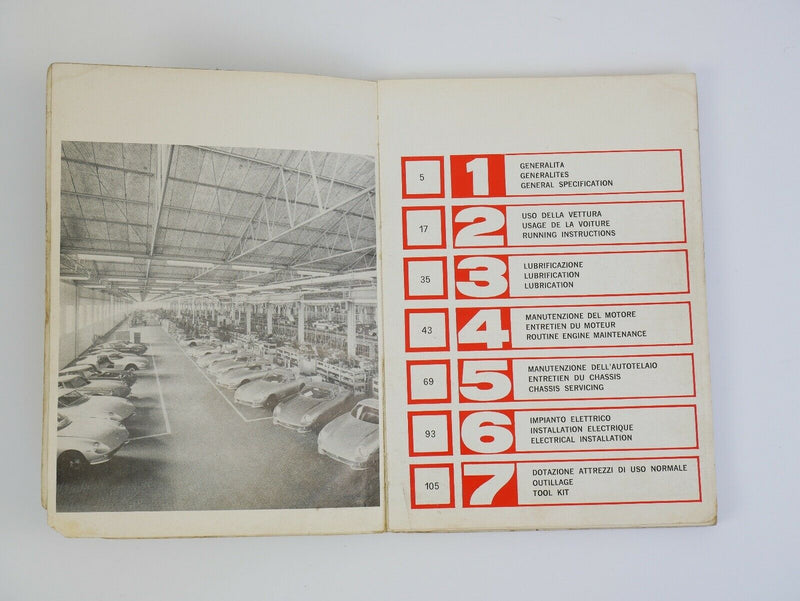 5
1
GENERALITA
GENERALITÉS
GENERAL SPECIFICATION
17
2
USO DELLA VETTURA
USAGE DE LA VOITURE
RUNNING INSTRUCTIONS
35
3
LUBRIFICAZIONE
LUBRIFICATION
LUBRICATION
43
4
MANUTENZIONE DEL MOTORE
ENTRETIEN DU MOTEUR
ROUTINE ENGINE MAINTENANCE
69
5
MANUTENZIONE DELL'AUTOTELAIO
ENTRETIEN DU CHASSIS
CHASSIS SERVICING
93
6
IMPIANTO ELETTRICO
INSTALLATION ELECTRIQUE
ELECTRICAL INSTALLATION
105
7
DOTAZIONE ATTREZZI DI USO NORMALE
OUTILLAGE
TOOL KIT